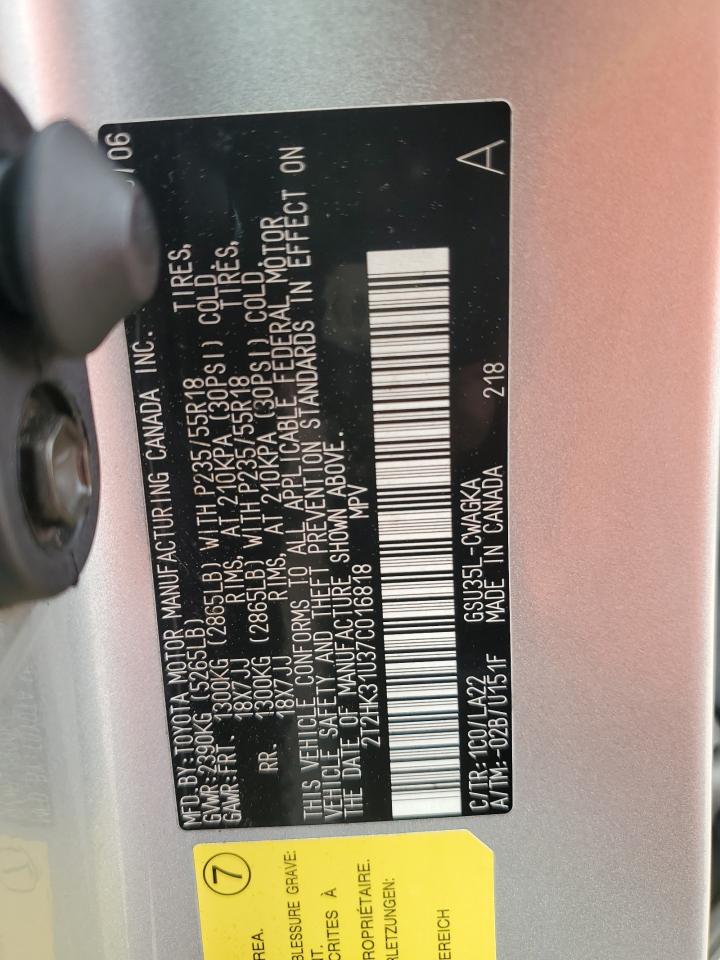 /06
MFD.BY:TOYOTA MOTOR MANUFACTURING CANADA INC.
GVWR:2390KG (5265LB)
GAWR:FRT. 1300KG (2865LB) WITH P235/55R18 TIRES,
18X7JJ RIMS, AT 210KPA (30PSI) COLD.
RR. 1300KG (2865LB) WITH P235/55R18 TIRES,
18X7JJ RIMS, AT 210KPA (30PSI) COLD.
THIS VEHICLE CONFORMS TO ALL APPLICABLE FEDERAL MOTOR
VEHICLE SAFETY AND THEFT PREVENTION STANDARDS IN EFFECT ON
THE DATE OF MANUFACTURE SHOWN ABOVE.
2T2HK31U37C016818 MPV
C/TR:1C0/LA22 GSU35L-CWAGKA
A/TM:-02B/U151F MADE IN CANADA 218 A
7
REA.
BLESSURE GRAVE:
NT.
CRITES À
ROPRIÉTAIRE.
RLETZUNGEN:
EREICH